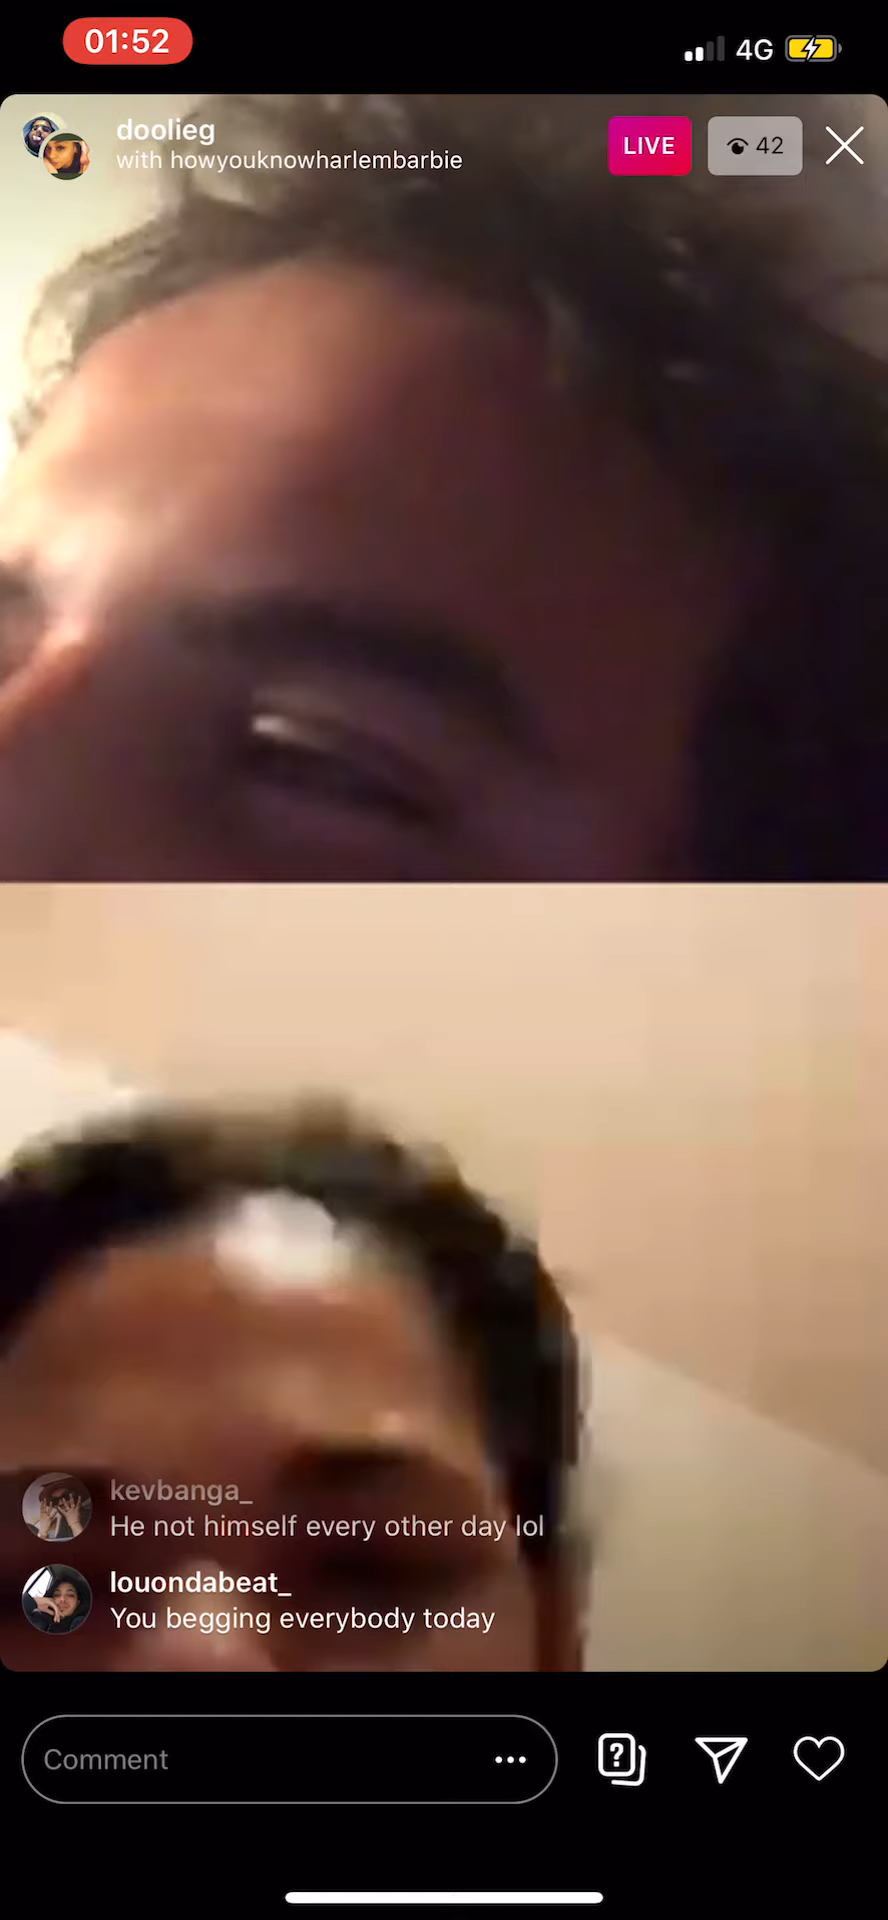 01:52
4G
doolieg
with howyouknowharlembarbie
LIVE
42
kevbanga_
He not himself every other day lol
louondabeat_
You begging everybody today
Comment